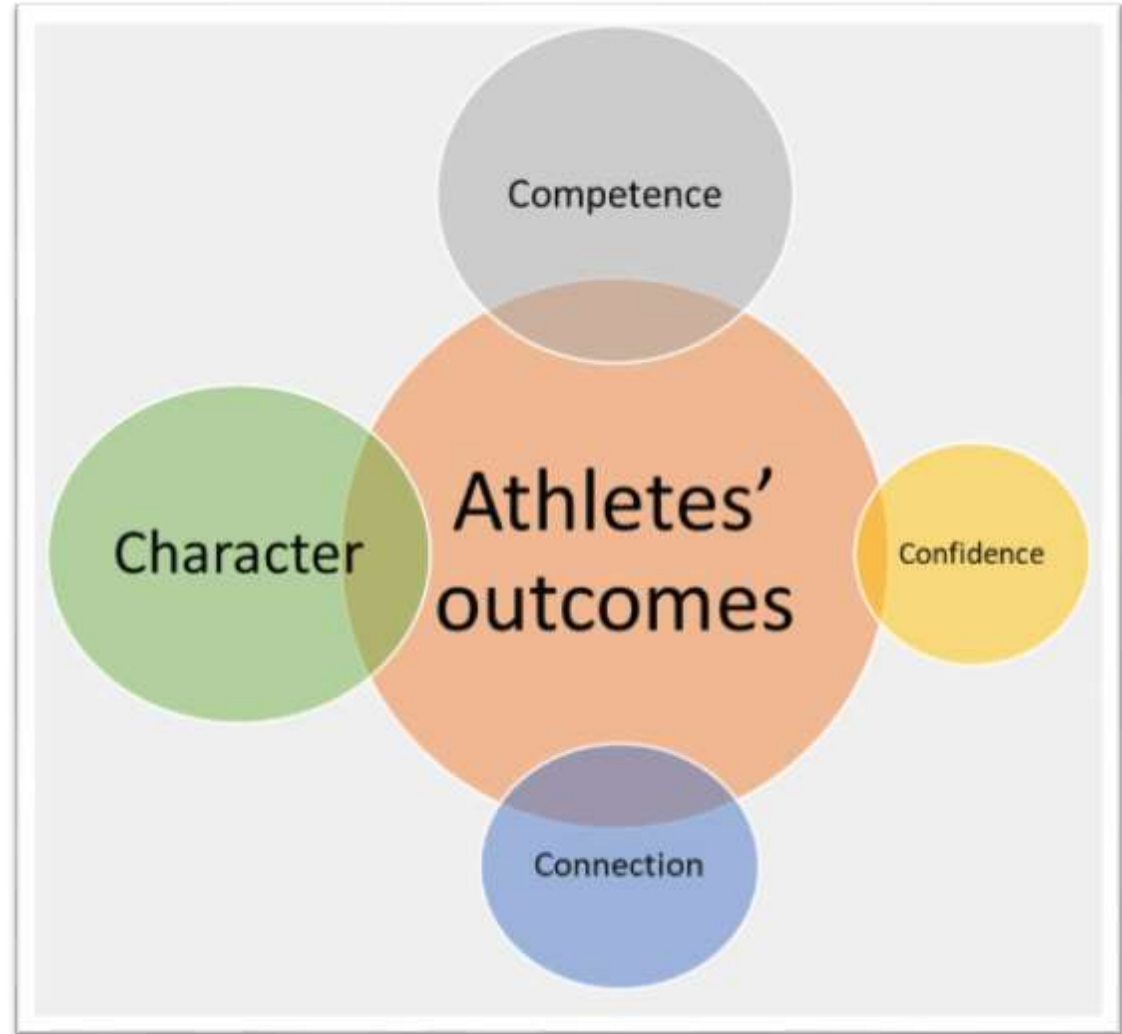 Competence
Character
Athletes’
outcomes
Confidence
Connection